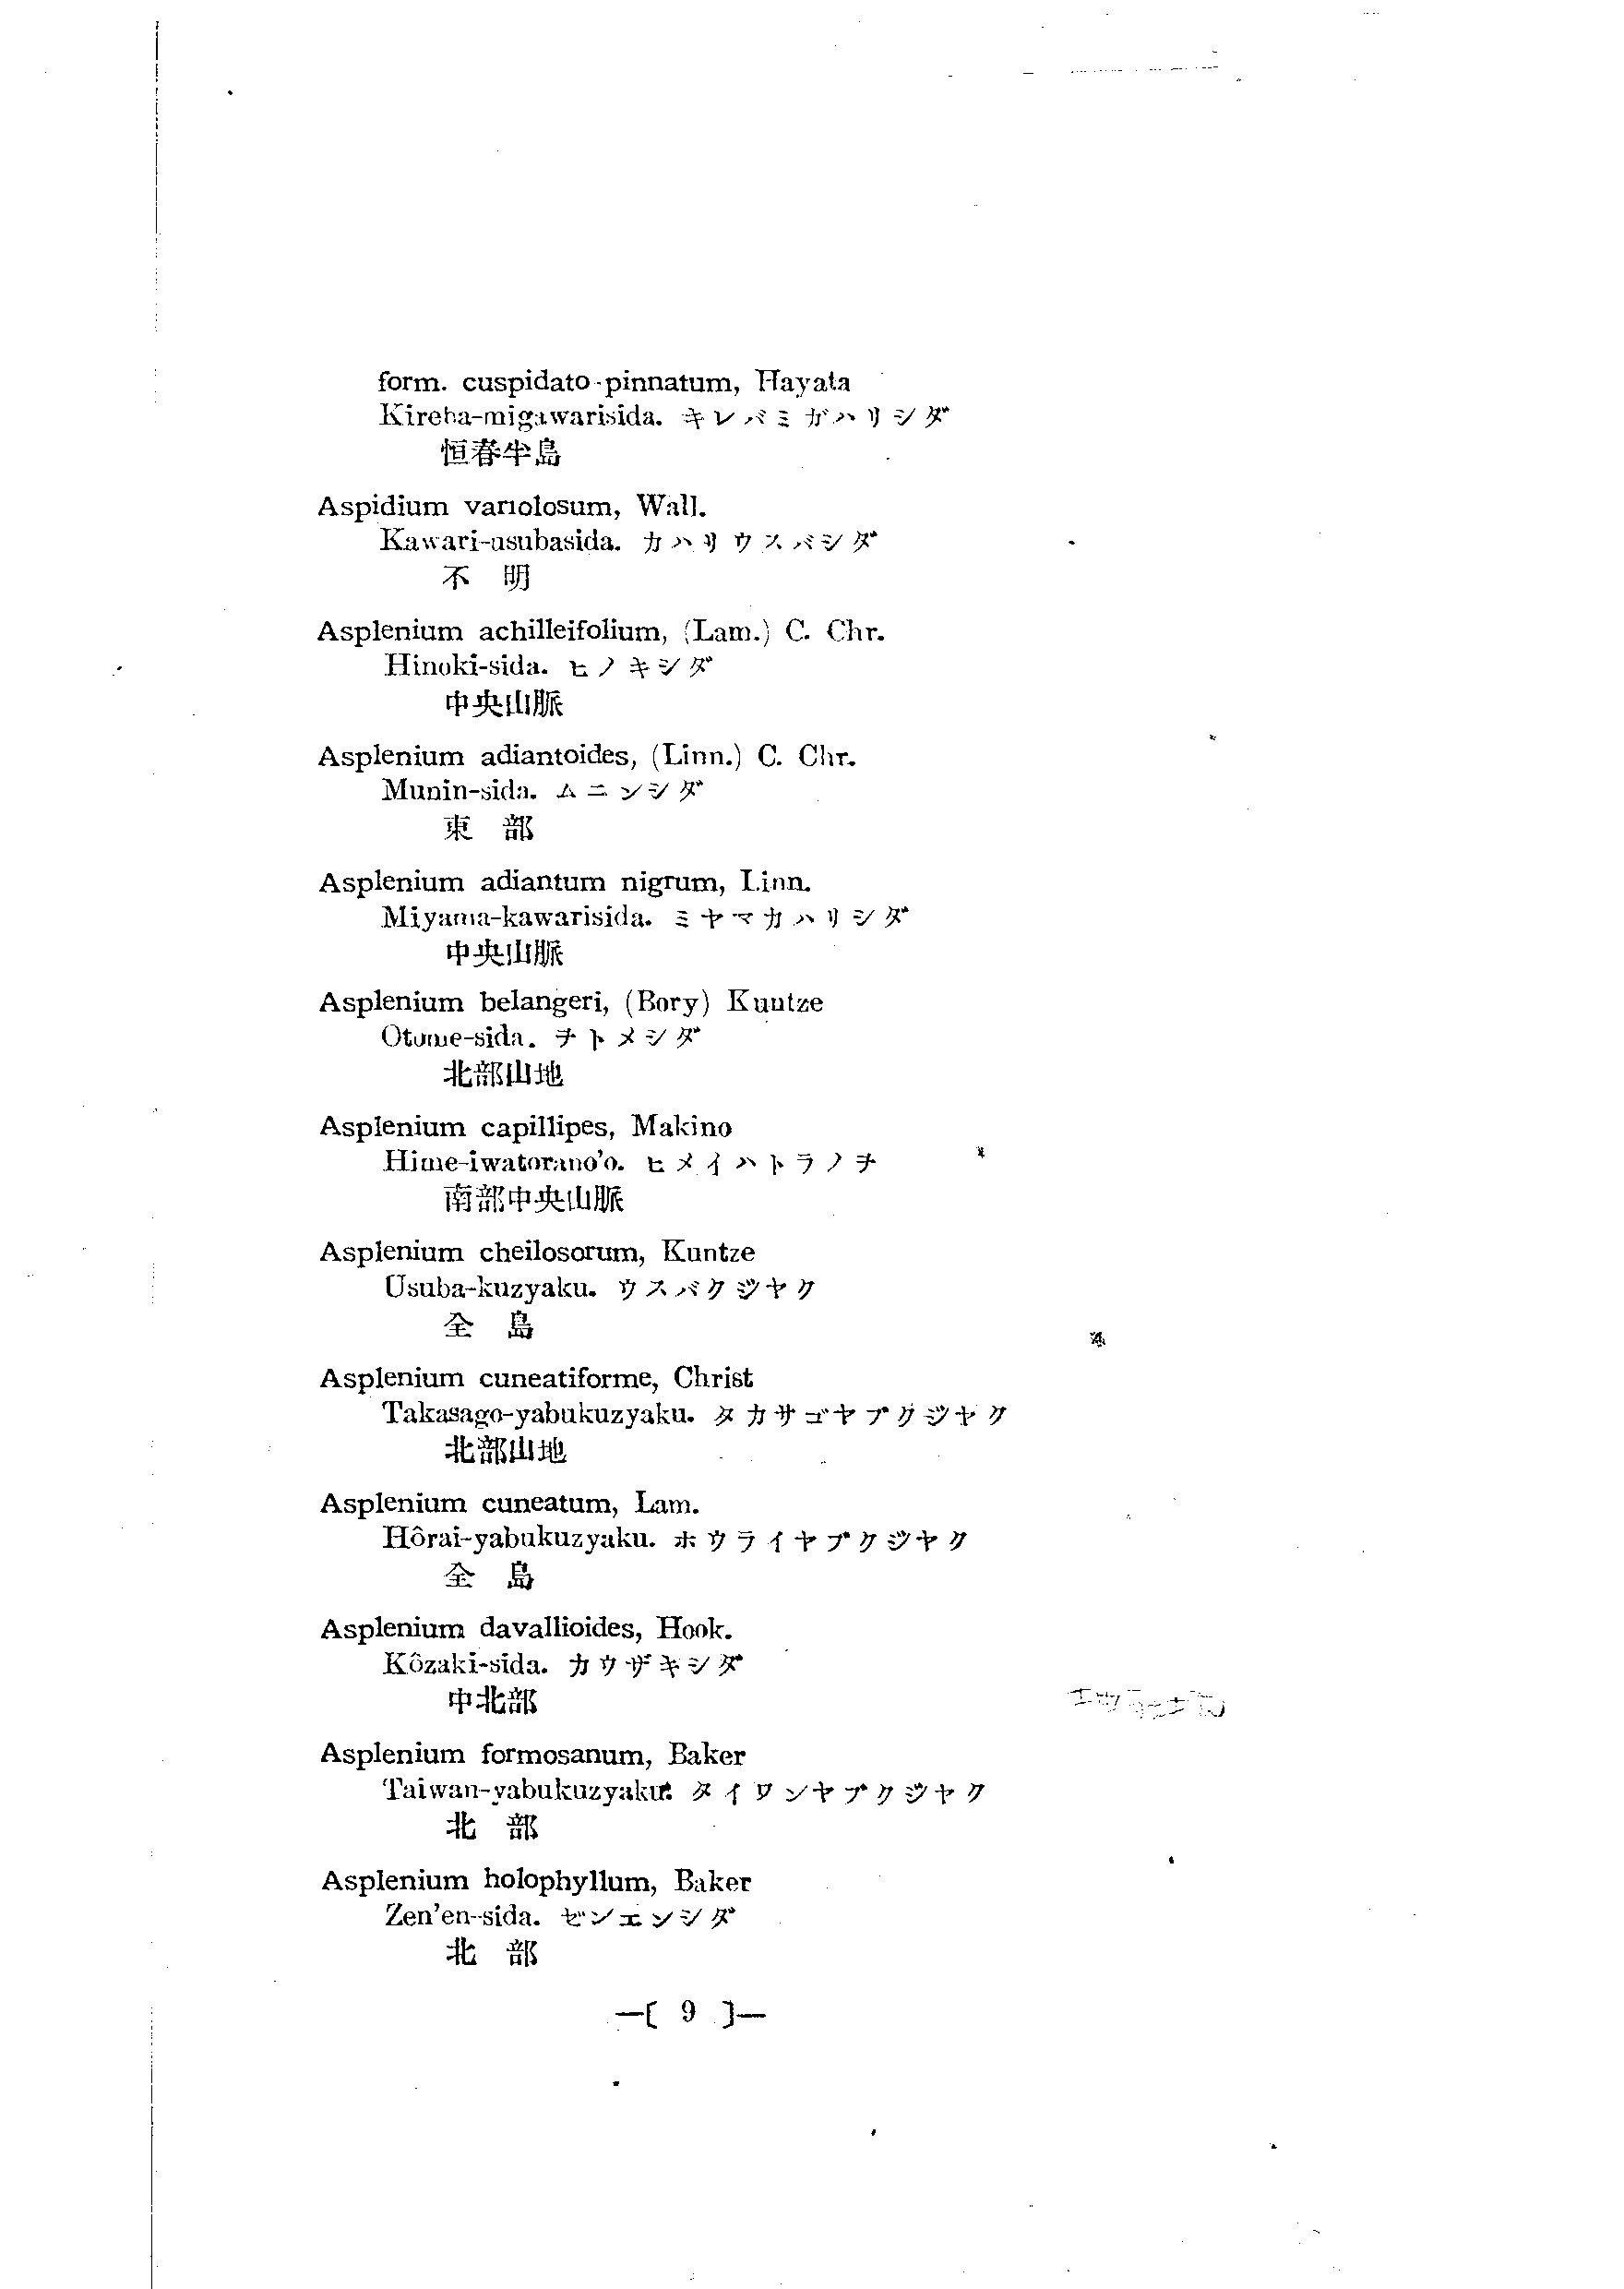 form. cuspidato-pinnatum, Hayata
Kireba-migawarisida. キレバミガハリシダ
恒春半島
Aspidium variolosum, Wall.
Kawari-usubasida. カハリウスバシダ
不 明
Asplenium achilleifolium, (Lam.) C. Chr.
Hinoki-sida. ヒノキシダ
中央山脈
Asplenium adiantoides, (Linn.) C. Chr.
Munin-sida. ムニンシダ
東 部
Asplenium adiantum nigrum, Linn.
Miyama-kawarisida. ミヤマカハリシダ
中央山脈
Asplenium belangeri, (Bory) Kuntze
Otome-sida. ヲトメシダ
北部山地
Asplenium capillipes, Makino
Hime-iwatorano'o. ヒメイハトラノヲ
南部中央山脈
Asplenium cheilosorum, Kuntze
Usuba-kuzyaku. ウスバクジヤク
全 島
Asplenium cuneatiforme, Christ
Takasago-yabukuzyaku. タカサゴヤブクジヤク
北部山地
Asplenium cuneatum, Lam.
Hôrai-yabukuzyaku. ホウライヤブクジヤク
全 島
Asplenium davallioides, Hook.
Kôzaki-sida. カウザキシダ
中北部
Asplenium formosanum, Baker
Taiwan-yabukuzyaku. タイワンヤブクジヤク
北 部
Asplenium holophyllum, Baker
Zen'en-sida. ゼンエンシダ
北 部
—[ 9 ]—